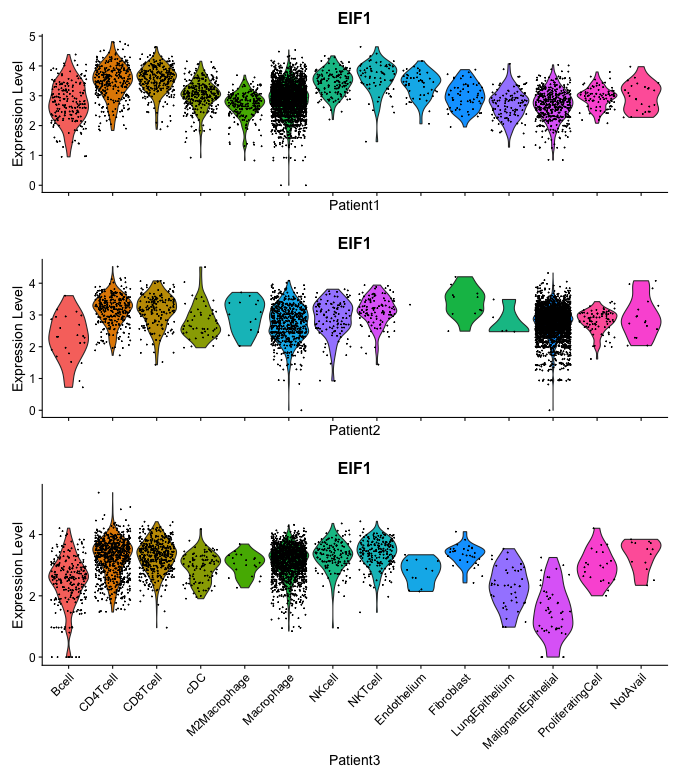 EIF1
5
4
3
2
1
0
Expression Level
Patient1
EIF1
4
3
2
1
0
Expression Level
Patient2
EIF1
4
2
0
Expression Level
Bcell
CD4Tcell
CD8Tcell
cDC
M2Macrophage
Macrophage
NKcell
NKTcell
Endothelium
Fibroblast
LungEpithelium
MalignantEpithelial
ProliferatingCell
NotAvail
Patient3